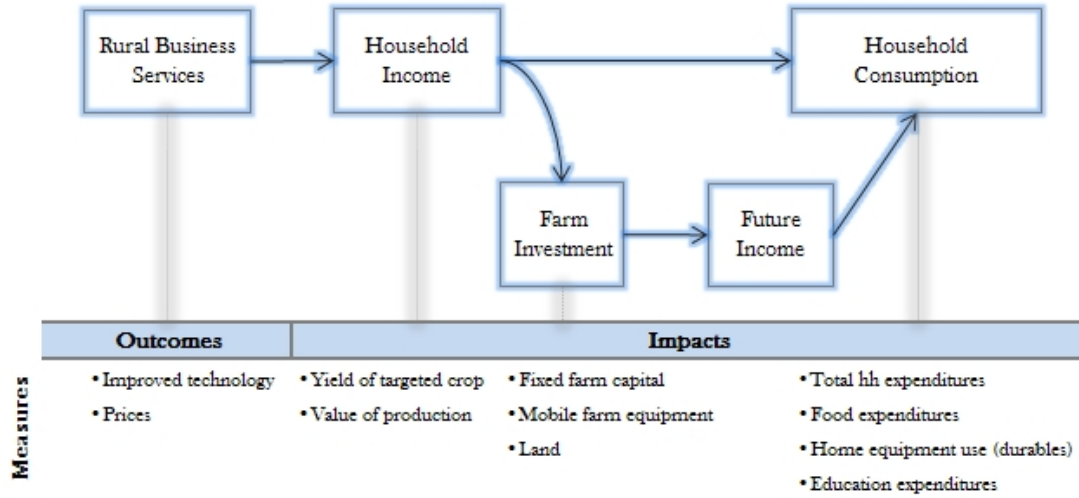 Rural Business
Services
Household
Income
Household
Consumption
Farm
Investment
Future
Income
Outcomes
Impacts
Measures
• Improved technology
• Prices
• Yield of targeted crop
• Value of production
• Fixed farm capital
• Mobile farm equipment
• Land
• Total hh expenditures
• Food expenditures
• Home equipment use (durables)
• Education expenditures